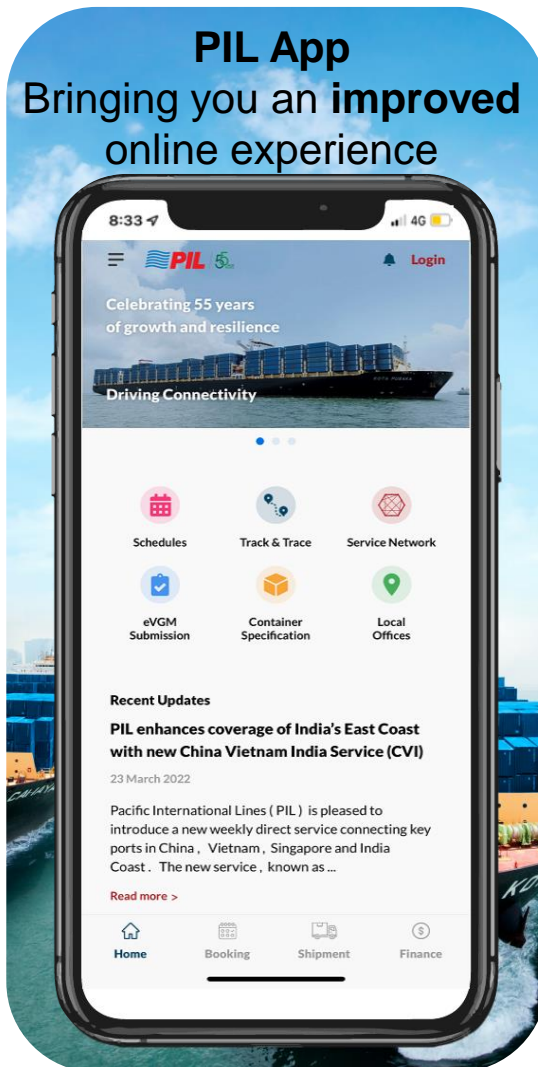 PIL App
Bringing you an improved
online experience
8:33
4G
PIL 55
Login
Celebrating 55 years
of growth and resilience
KOTA PUSAKA
Driving Connectivity
Schedules
Track & Trace
Service Network
eVGM
Submission
Container
Specification
Local
Offices
Recent Updates
PIL enhances coverage of India's East Coast
with new China Vietnam India Service (CVI)
23 March 2022
Pacific International Lines ( PIL ) is pleased to
introduce a new weekly direct service connecting key
ports in China , Vietnam , Singapore and India
Coast . The new service , known as ...
Read more >
Home
Booking
Shipment
Finance